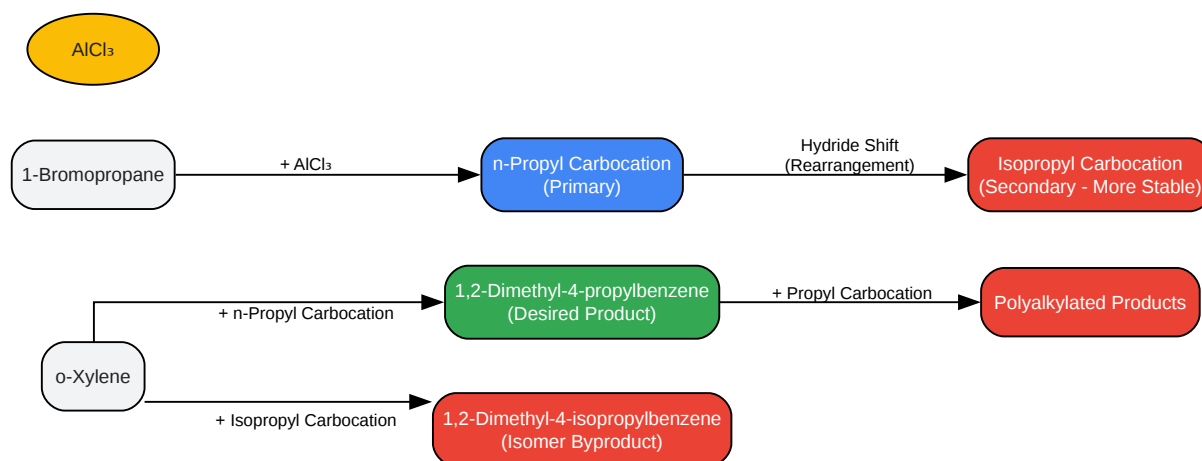 AlCl₃
1-Bromopropane
+ AlCl₃
n-Propyl Carbocation
(Primary)
Hydride Shift
(Rearrangement)
Isopropyl Carbocation
(Secondary - More Stable)
o-Xylene
+ n-Propyl Carbocation
1,2-Dimethyl-4-propylbenzene
(Desired Product)
+ Propyl Carbocation
Polyalkylated Products
+ Isopropyl Carbocation
1,2-Dimethyl-4-isopropylbenzene
(Isomer Byproduct)